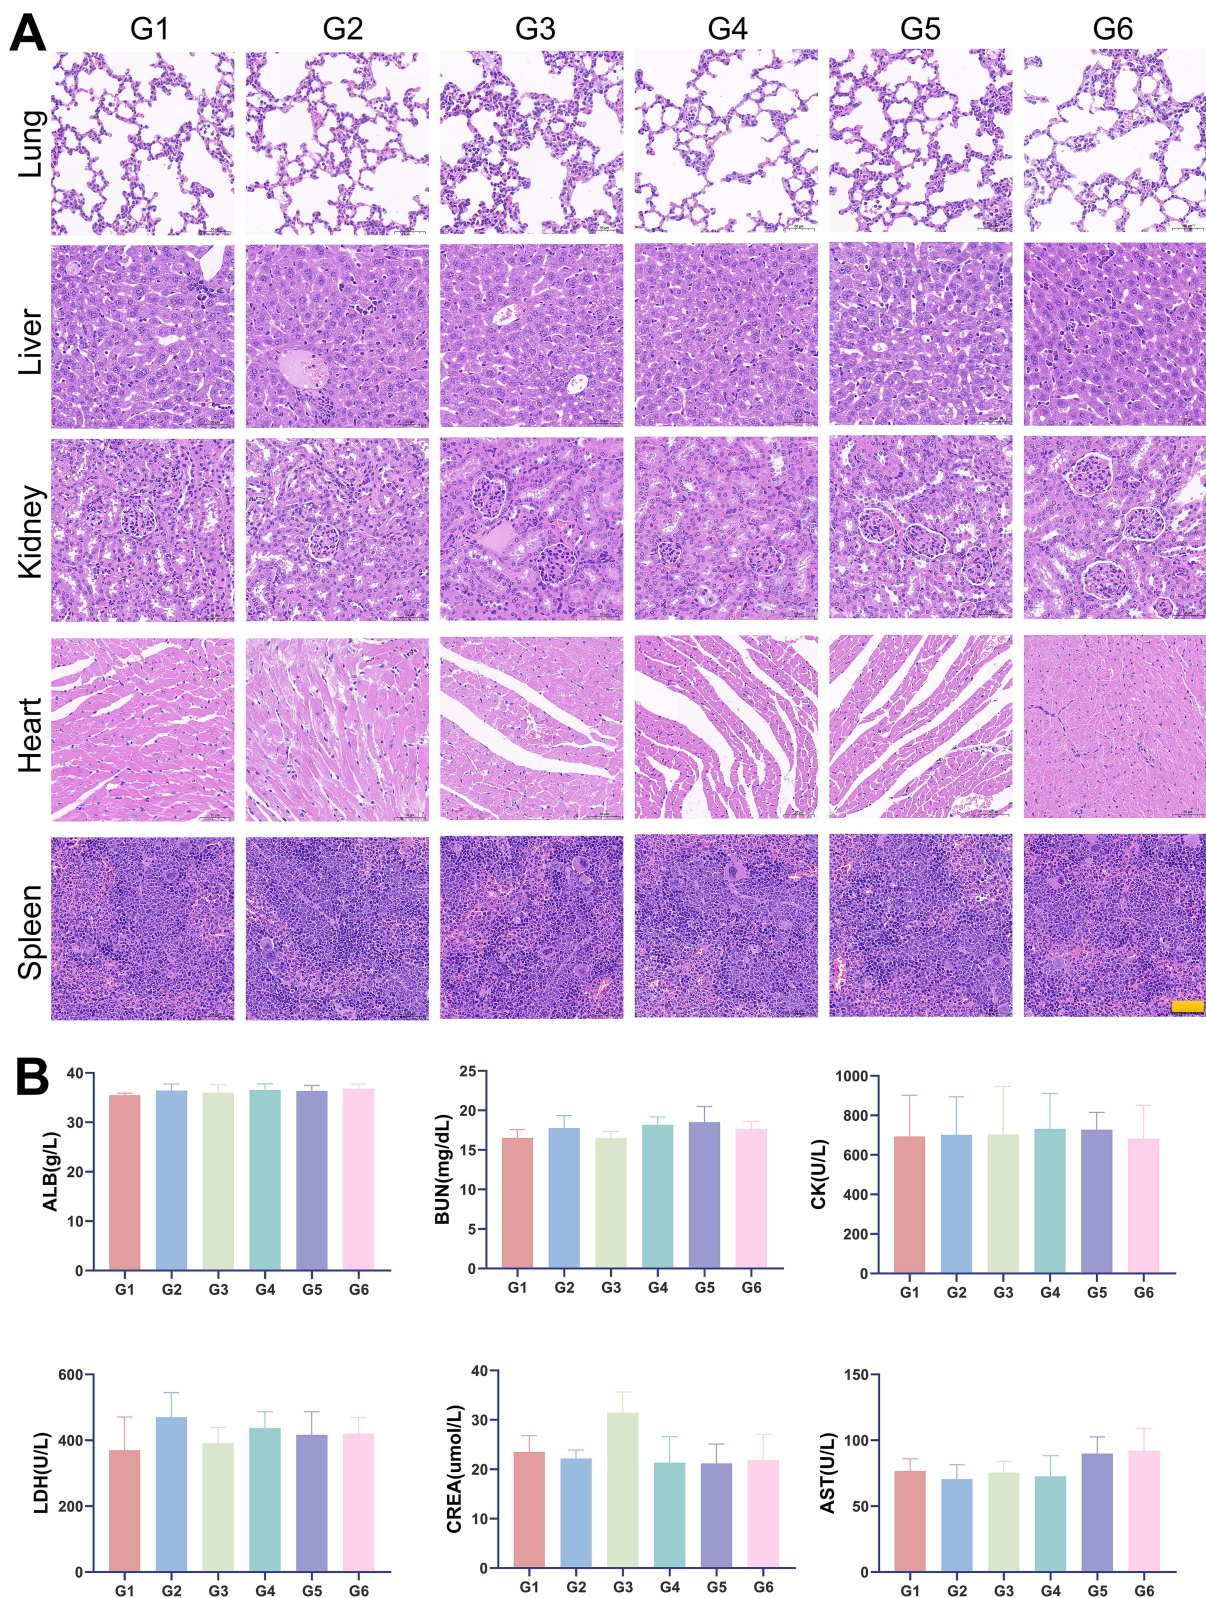 A
G1 G2 G3 G4 G5 G6
Lung
Liver
Kidney
Heart
Spleen
B
ALB(g/L)
40
30
20
10
0
G1 G2 G3 G4 G5 G6
BUN(mg/dL)
25
20
15
10
5
0
G1 G2 G3 G4 G5 G6
CK(U/L)
1000
800
600
400
200
0
G1 G2 G3 G4 G5 G6
LDH(U/L)
600
400
200
0
G1 G2 G3 G4 G5 G6
CREA(umol/L)
40
30
20
10
0
G1 G2 G3 G4 G5 G6
AST(U/L)
150
100
50
0
G1 G2 G3 G4 G5 G6